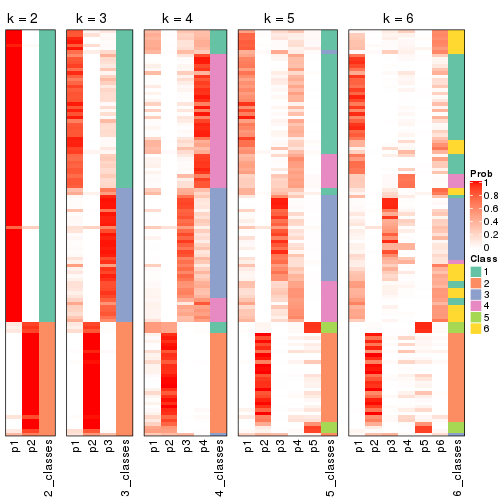 k = 2
k = 3
k = 4
k = 5
k = 6
p1
p2
2_classes
p1
p2
p3
3_classes
p1
p2
p3
p4
4_classes
p1
p2
p3
p4
p5
5_classes
p1
p2
p3
p4
p5
p6
6_classes
Prob
1
0.8
0.6
0.4
0.2
0
Class
1
2
3
4
5
6